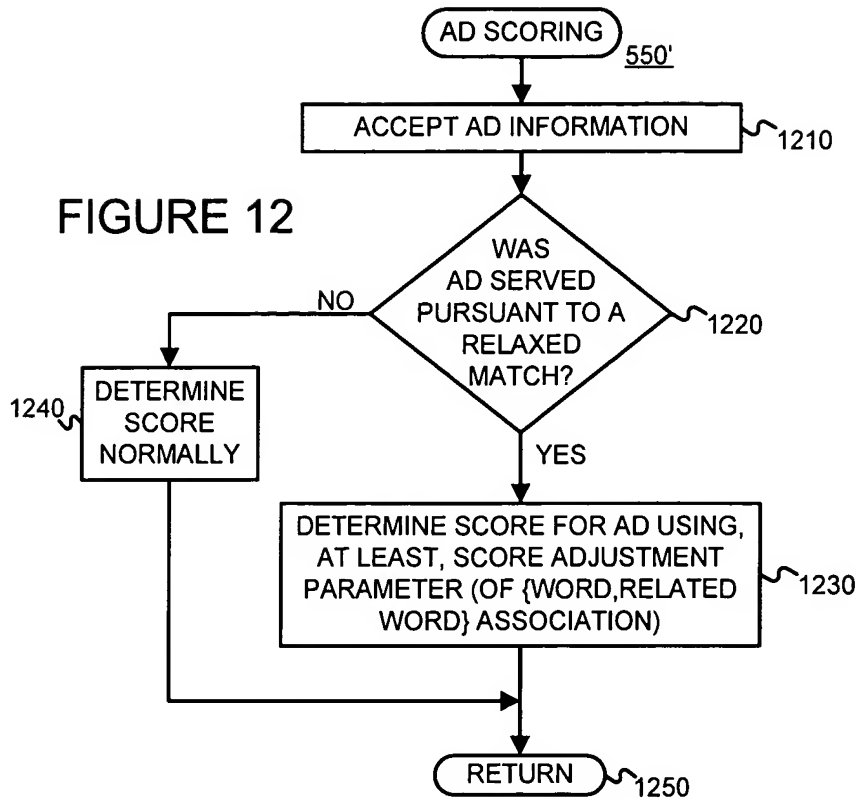 AD SCORING
550'
ACCEPT AD INFORMATION
1210
FIGURE 12
WAS
AD SERVED
PURSUANT TO A
RELAXED
MATCH?
1220
NO
YES
1240
DETERMINE
SCORE
NORMALLY
DETERMINE SCORE FOR AD USING,
AT LEAST, SCORE ADJUSTMENT
PARAMETER (OF {WORD,RELATED
WORD} ASSOCIATION)
1230
RETURN
1250